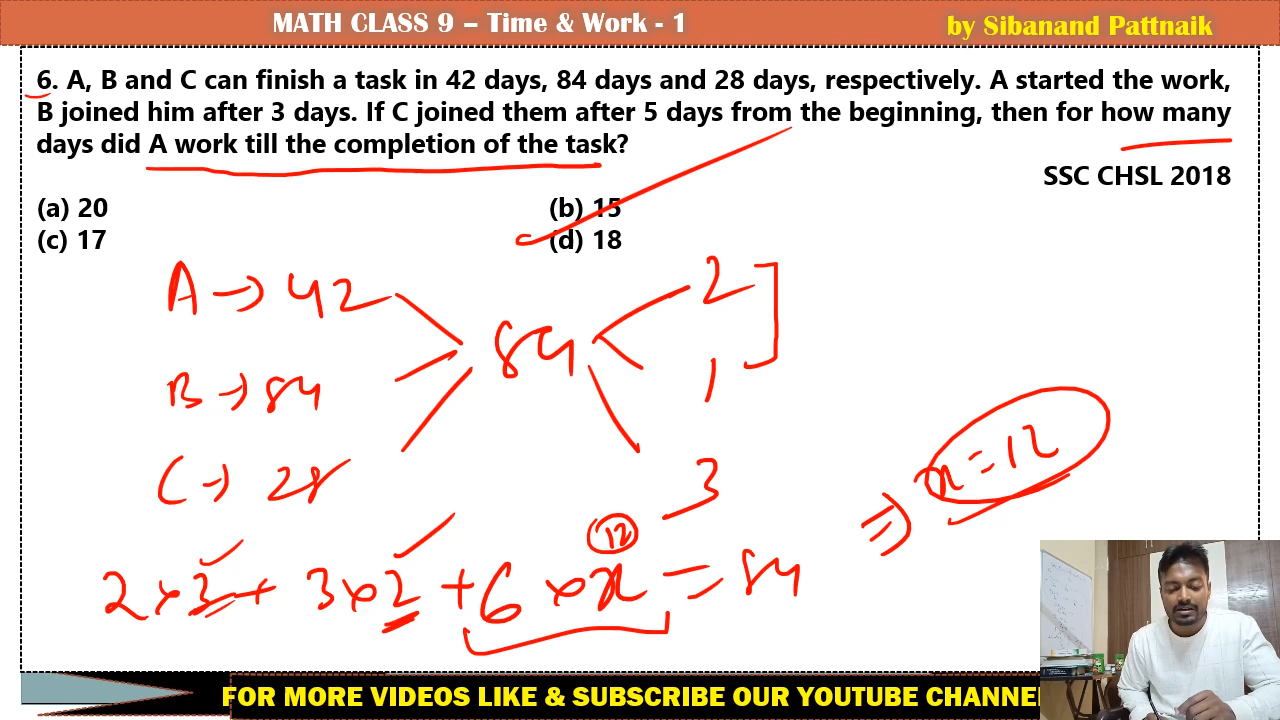 MATH CLASS 9 – Time & Work - 1
by Sibanand Pattnaik
6. A, B and C can finish a task in 42 days, 84 days and 28 days, respectively. A started the work,
B joined him after 3 days. If C joined them after 5 days from the beginning, then for how many
days did A work till the completion of the task?
SSC CHSL 2018
(a) 20 (b) 15
(c) 17 (d) 18
A → 42
84
2
B → 84
1
C → 28
3
2 × 3 + 3 × 2 + 6 × x = 84
12
⇒ x = 12
FOR MORE VIDEOS LIKE & SUBSCRIBE OUR YOUTUBE CHANNE